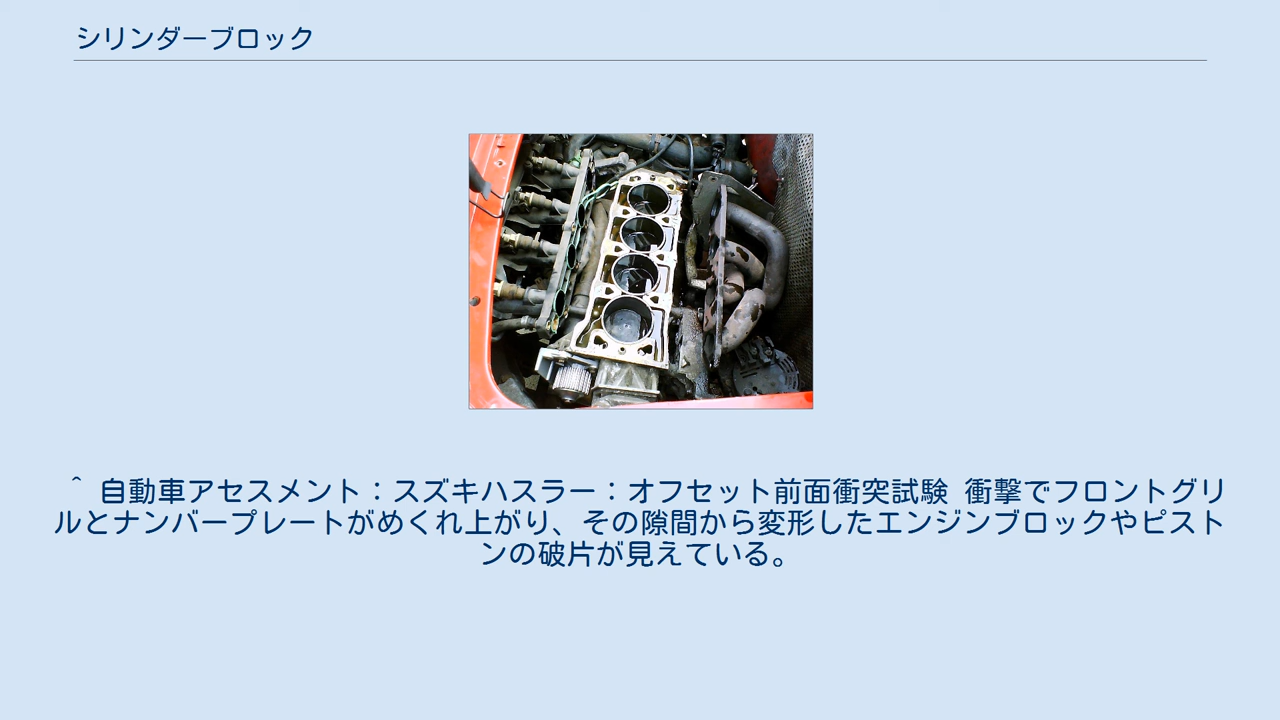 シリンダーブロック
^ 自動車アセスメント：スズキハスラー：オフセット前面衝突試験 衝撃でフロントグリ
ルとナンバープレートがめくれ上がり、その隙間から変形したエンジンブロックやピスト
ンの破片が見えている。